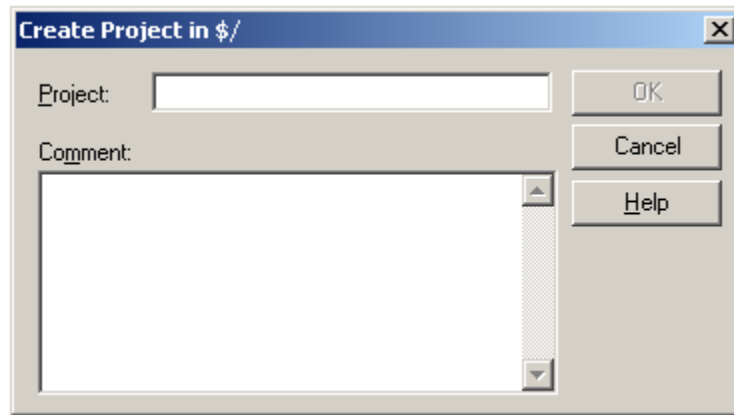 Create Project in $/
Project:
OK
Comment:
Cancel
Help